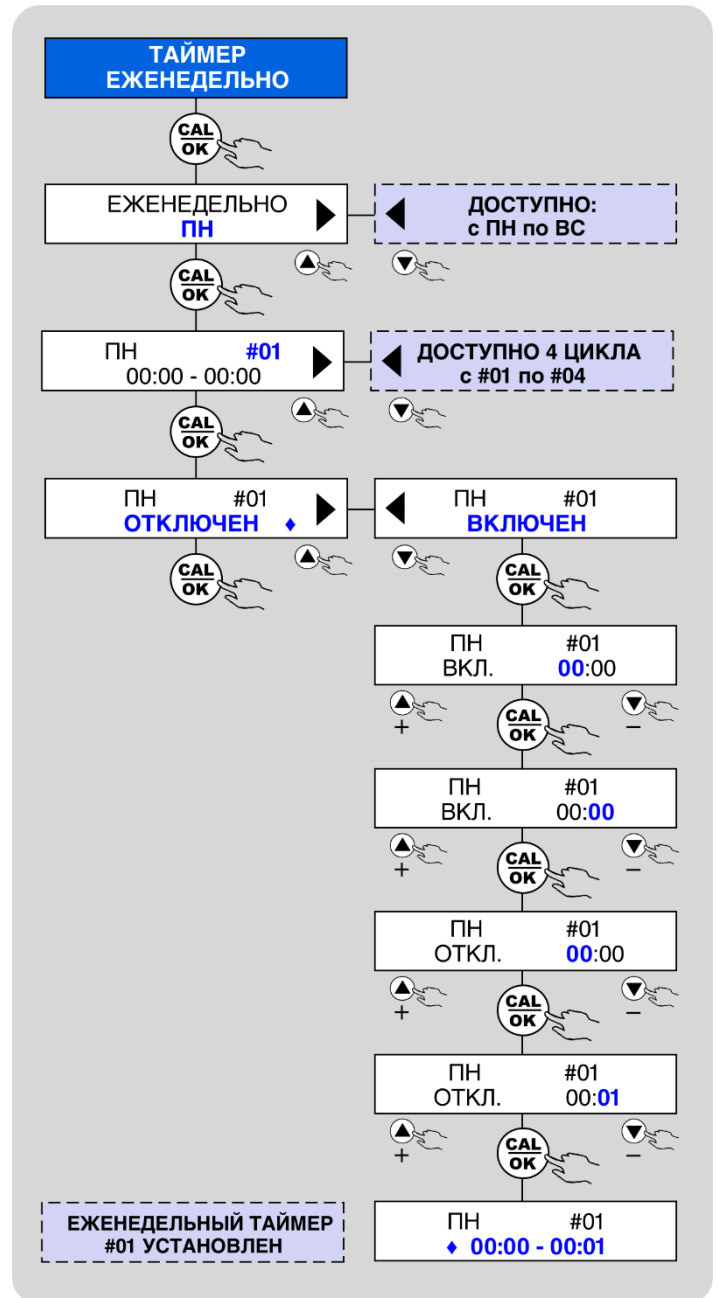 ТАЙМЕР
ЕЖЕНЕДЕЛЬНО
CAL
OK
ЕЖЕНЕДЕЛЬНО
ПН
ДОСТУПНО:
с ПН по ВС
CAL
OK
ПН #01
00:00 - 00:00
ДОСТУПНО 4 ЦИКЛА
с #01 по #04
CAL
OK
ПН #01
ОТКЛЮЧЕН ♦
ПН #01
ВКЛЮЧЕН
CAL
OK
CAL
OK
ПН #01
ВКЛ. 00:00
+ −
CAL
OK
ПН #01
ВКЛ. 00:00
+ −
CAL
OK
ПН #01
ОТКЛ. 00:00
+ −
CAL
OK
ПН #01
ОТКЛ. 00:01
+ −
CAL
OK
ЕЖЕНЕДЕЛЬНЫЙ ТАЙМЕР
#01 УСТАНОВЛЕН
ПН #01
♦ 00:00 - 00:01